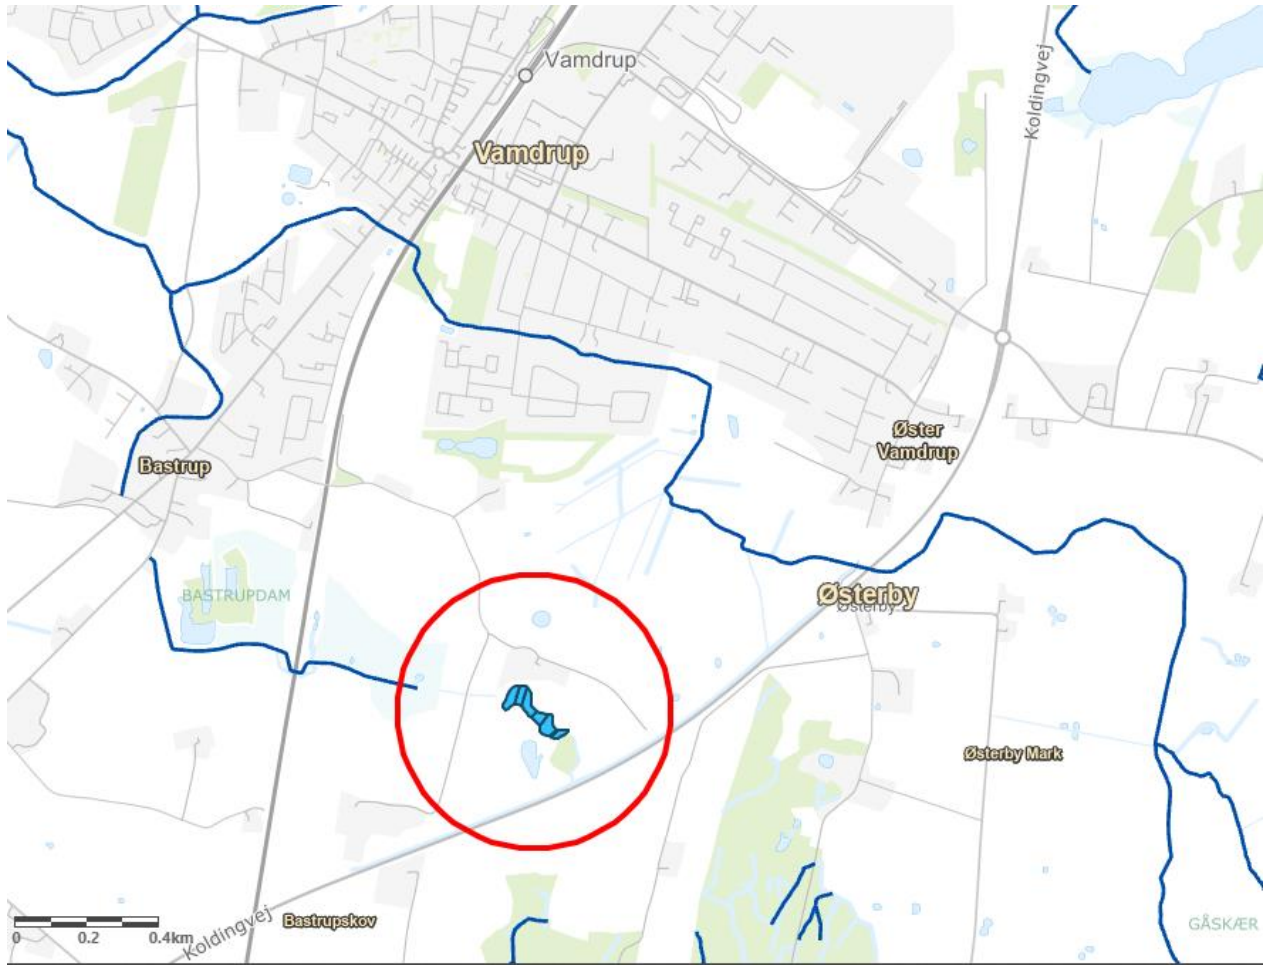 Vamdrup
Koldingvej
Vamdrup
Øster
Vamdrup
Bastrup
BASTRUPDAM
Østerby
Østerby
Østerby Mark
Bastrupskov
Koldingvej
GÅSKÆR
0 0.2 0.4km